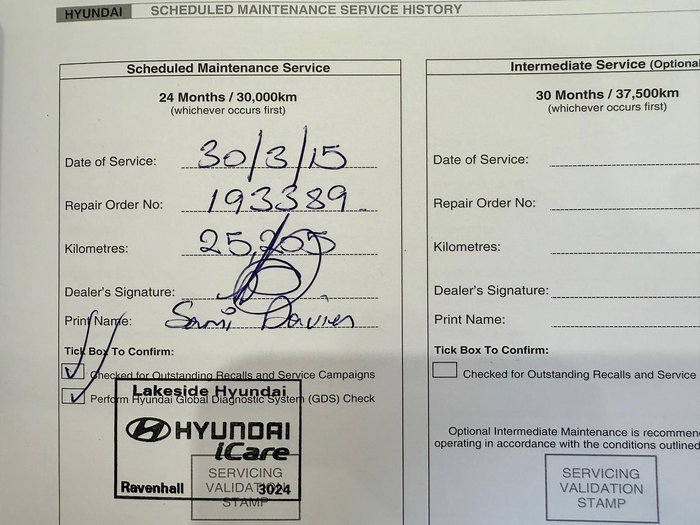 HYUNDAI SCHEDULED MAINTENANCE SERVICE HISTORY
Scheduled Maintenance Service
24 Months / 30,000km
(whichever occurs first)
Date of Service: 30/3/15
Repair Order No: 193389
Kilometres: 25,205
Dealer's Signature:
Print Name: Sami Davies
Tick Box To Confirm:
Checked for Outstanding Recalls and Service Campaigns
Perform Hyundai Global Diagnostic System (GDS) Check
Lakeside Hyundai
HYUNDAI
iCare
Ravenhall 3024
SERVICING
VALIDATION
STAMP
Intermediate Service (Optional
30 Months / 37,500km
(whichever occurs first)
Date of Service:
Repair Order No:
Kilometres:
Dealer's Signature:
Print Name:
Tick Box To Confirm:
Checked for Outstanding Recalls and Service
Optional Intermediate Maintenance is recommen
operating in accordance with the conditions outlined
SERVICING
VALIDATION
STAMP